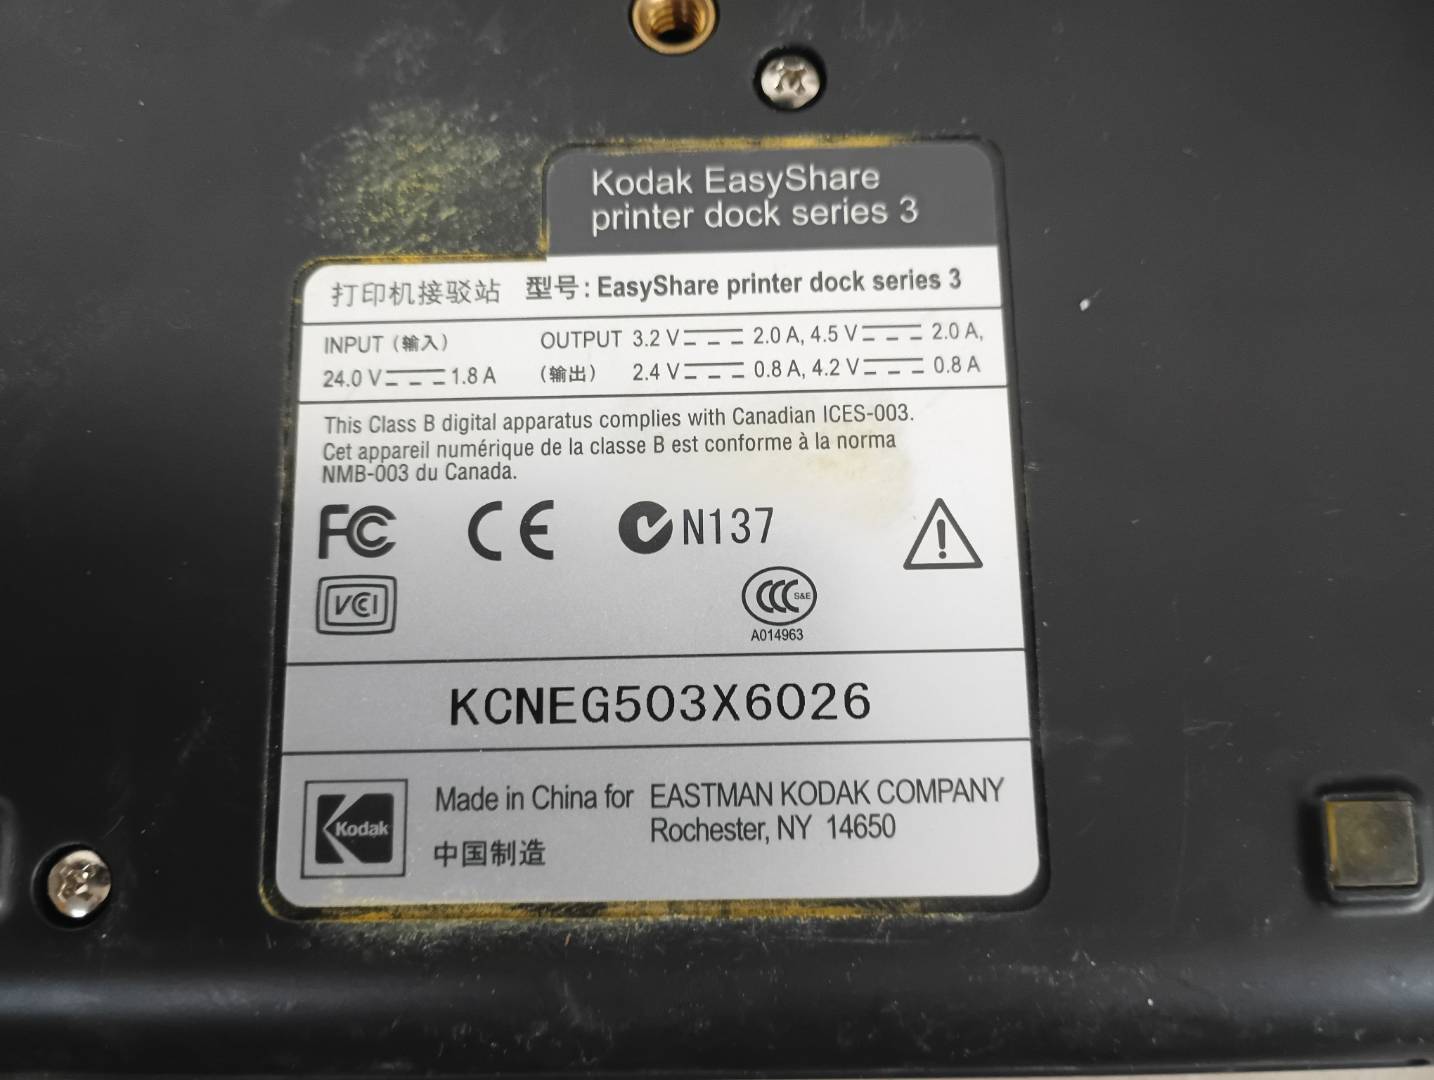 Kodak EasyShare
printer dock series 3
打印机接驳站 型号: EasyShare printer dock series 3
INPUT (输入) OUTPUT 3.2 V⎓ 2.0 A, 4.5 V⎓ 2.0 A,
24.0 V⎓1.8 A (输出) 2.4 V⎓ 0.8 A, 4.2 V⎓ 0.8 A
This Class B digital apparatus complies with Canadian ICES-003.
Cet appareil numérique de la classe B est conforme à la norma
NMB-003 du Canada.
FC CE N137
VCI CCC S&E
A014963
KCNEG503X6026
Kodak
Made in China for EASTMAN KODAK COMPANY
Rochester, NY 14650
中国制造